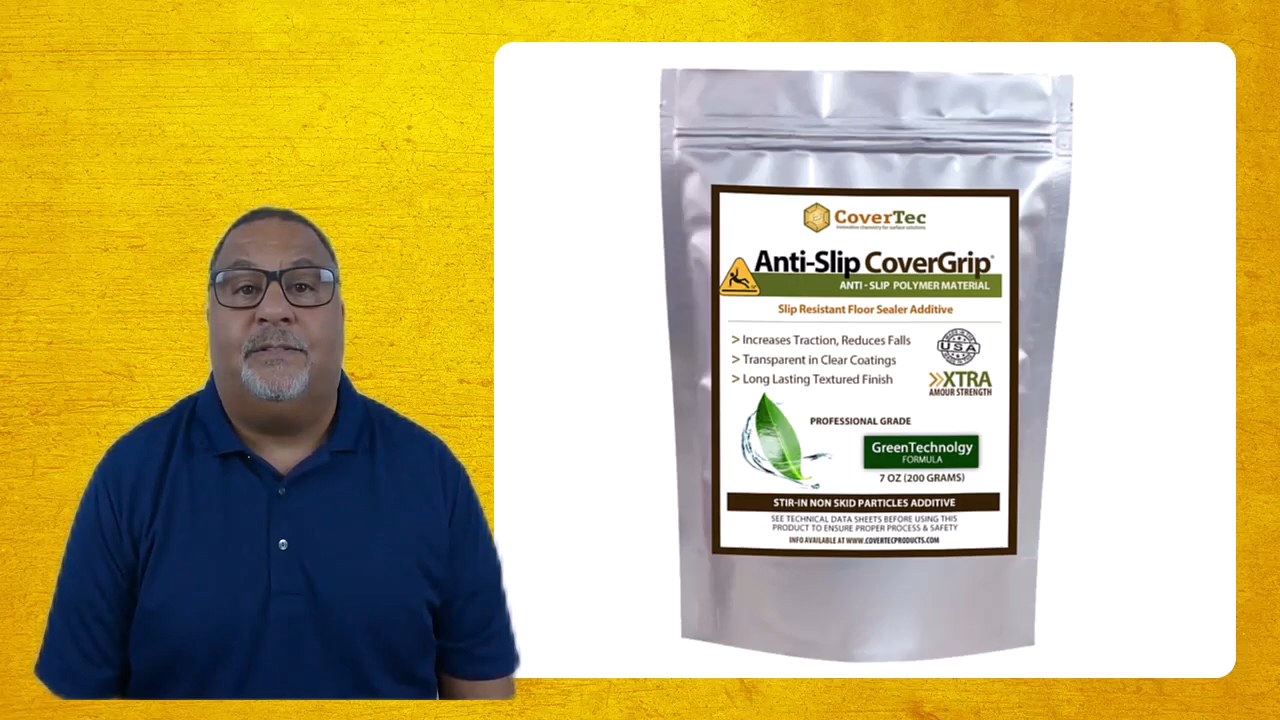 CoverTec
Innovative chemistry for surface solutions
Anti-Slip CoverGrip®
ANTI - SLIP POLYMER MATERIAL
Slip Resistant Floor Sealer Additive
> Increases Traction, Reduces Falls
> Transparent in Clear Coatings
> Long Lasting Textured Finish
USA
XTRA
AMOUR STRENGTH
PROFESSIONAL GRADE
GreenTechnolgy
FORMULA
7 OZ (200 GRAMS)
STIR-IN NON SKID PARTICLES ADDITIVE
SEE TECHNICAL DATA SHEETS BEFORE USING THIS
PRODUCT TO ENSURE PROPER PROCESS & SAFETY
INFO AVAILABLE AT WWW.COVERTECPRODUCTS.COM